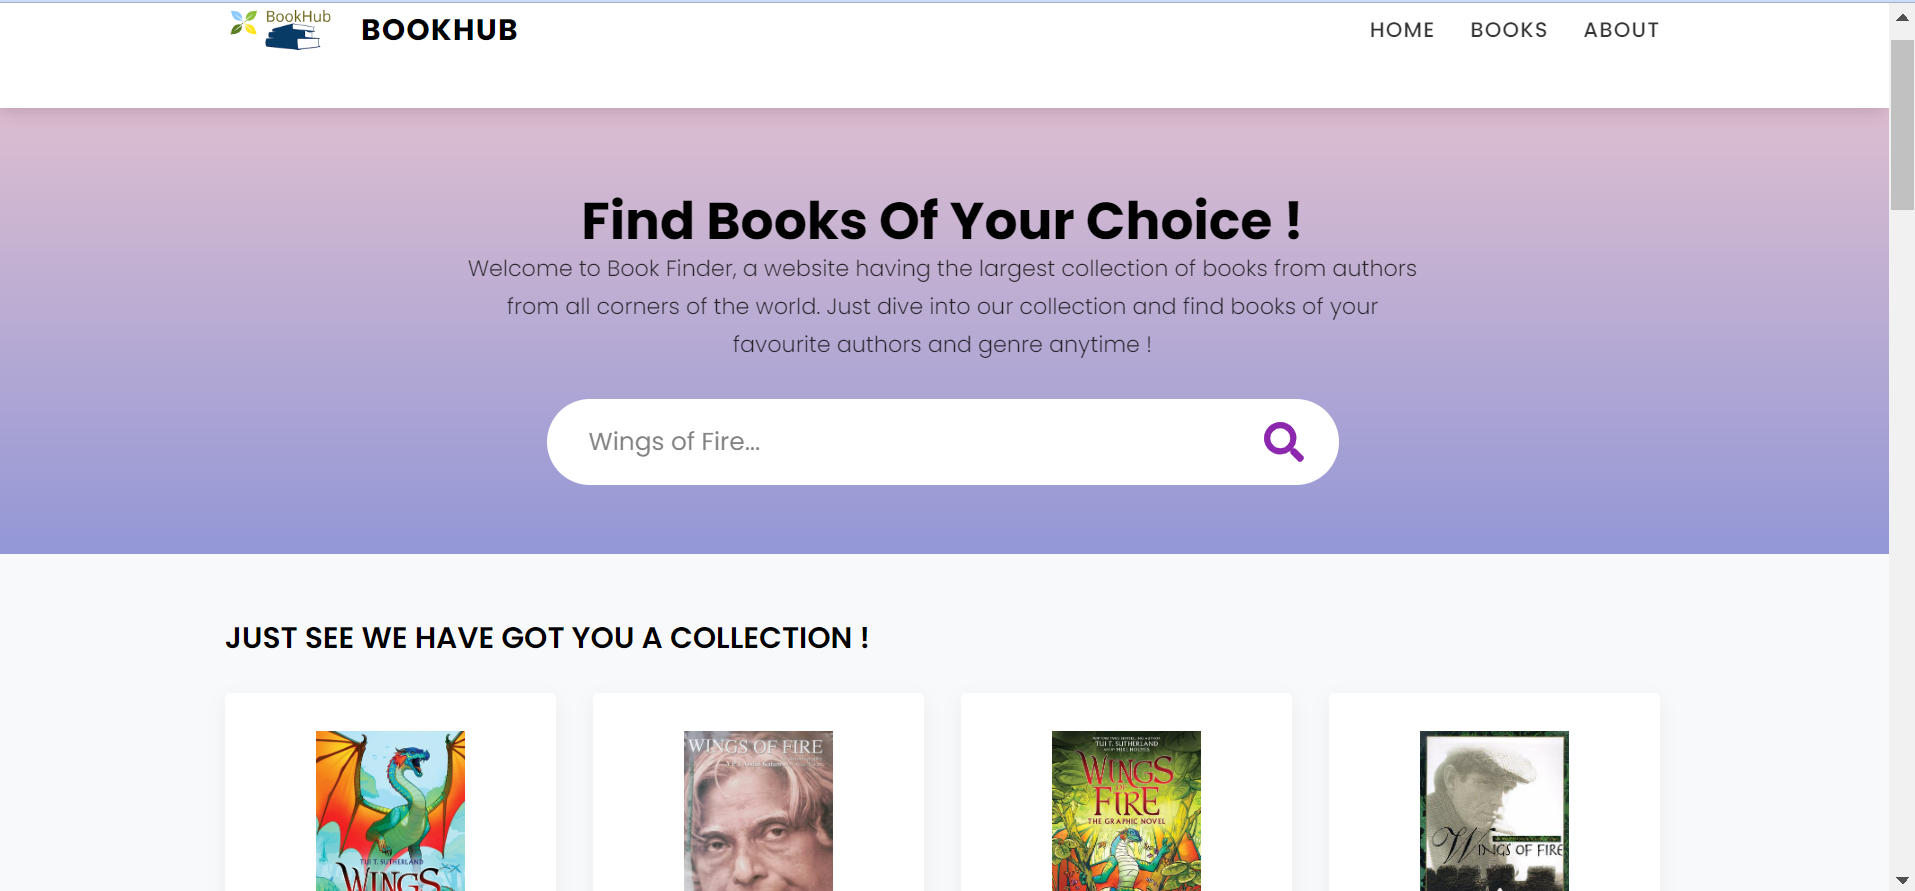 BookHub
BOOKHUB
HOME BOOKS ABOUT
Find Books Of Your Choice !
Welcome to Book Finder, a website having the largest collection of books from authors
from all corners of the world. Just dive into our collection and find books of your
favourite authors and genre anytime !
Wings of Fire...
JUST SEE WE HAVE GOT YOU A COLLECTION !
TUI T. SUTHERLAND
WINGS
WINGS OF FIRE
TUI T. SUTHERLAND
WINGS
OF
FIRE
THE GRAPHIC NOVEL
WINGS OF FIRE